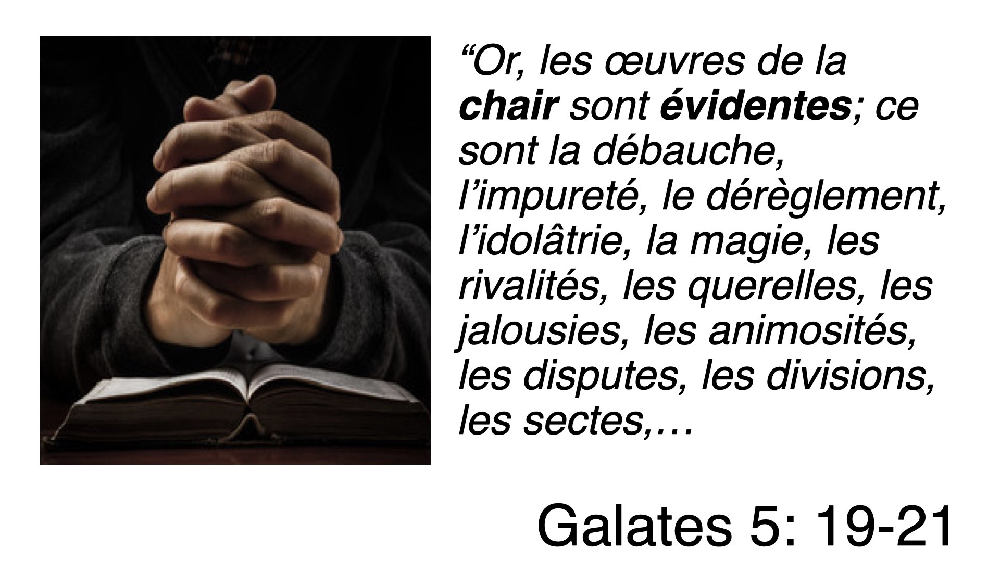 “Or, les œuvres de la
chair sont évidentes; ce
sont la débauche,
l’impureté, le dérèglement,
l’idolâtrie, la magie, les
rivalités, les querelles, les
jalousies, les animosités,
les disputes, les divisions,
les sectes,…
Galates 5: 19-21